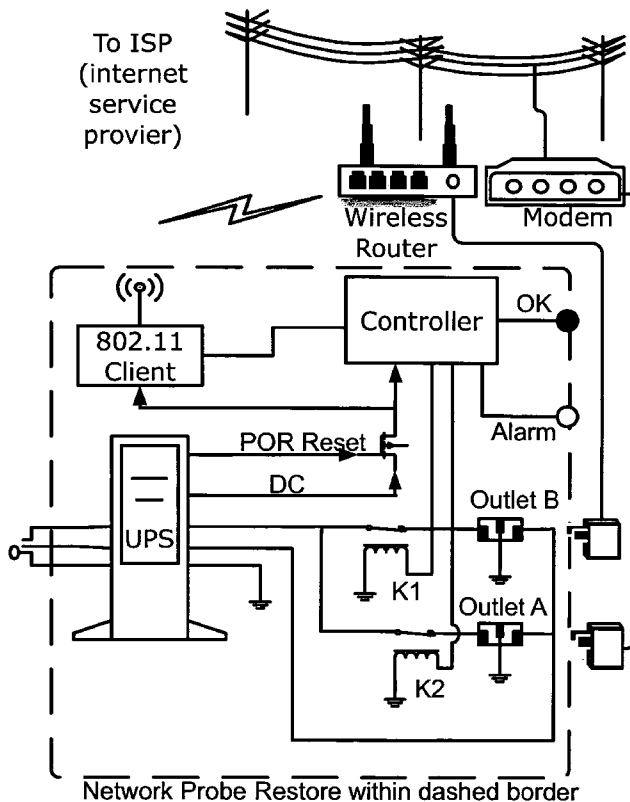 To ISP
(internet
service
provier)
Wireless
Router
Modem
802.11
Client
Controller
OK
Alarm
POR Reset
DC
UPS
Outlet B
K1
Outlet A
K2
Network Probe Restore within dashed border